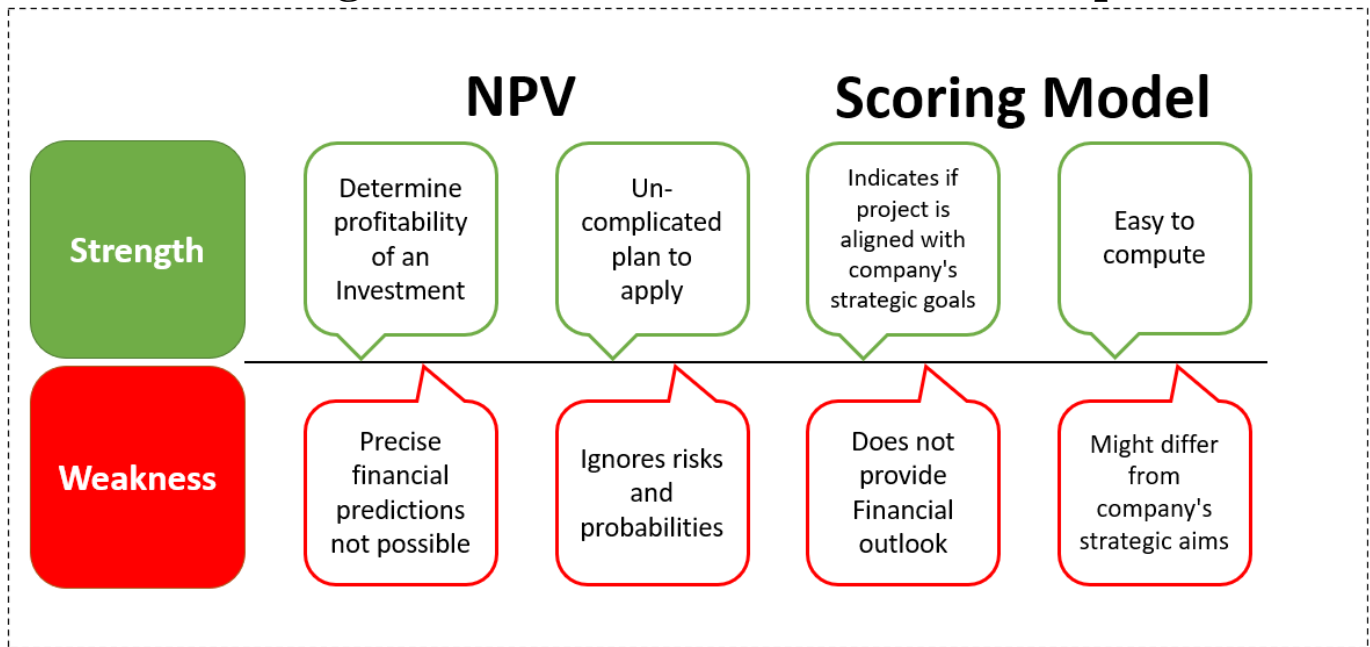 NPV
Scoring Model
Strength
Determine
profitability
of an
Investment
Un-
complicated
plan to
apply
Indicates if
project is
aligned with
company's
strategic goals
Easy to
compute
Weakness
Precise
financial
predictions
not possible
Ignores risks
and
probabilities
Does not
provide
Financial
outlook
Might differ
from
company's
strategic aims